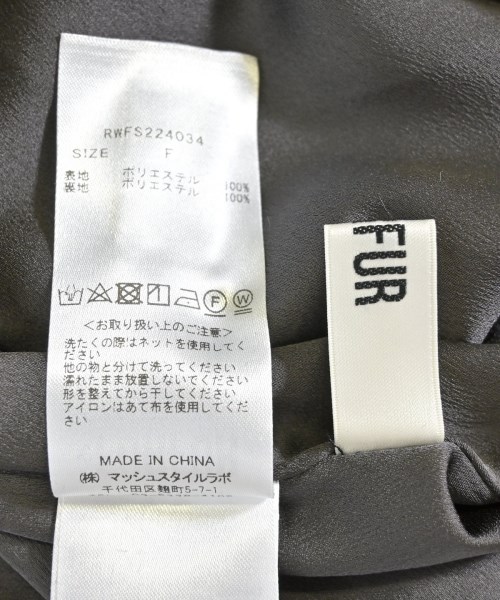 RWFS224034
SIZE F
表地 ポリエステル 100%
裏地 ポリエステル 100%
F W
<お取り扱い上のご注意>
洗たくの際はネットを使用してくだ
さい
他の物と分けて洗ってください
濡れたまま放置しないでください
形を整えてから干してください
アイロンはあて布を使用してくださ
い
MADE IN CHINA
(株) マッシュスタイルラボ
千代田区麹町5-7-1
FUR